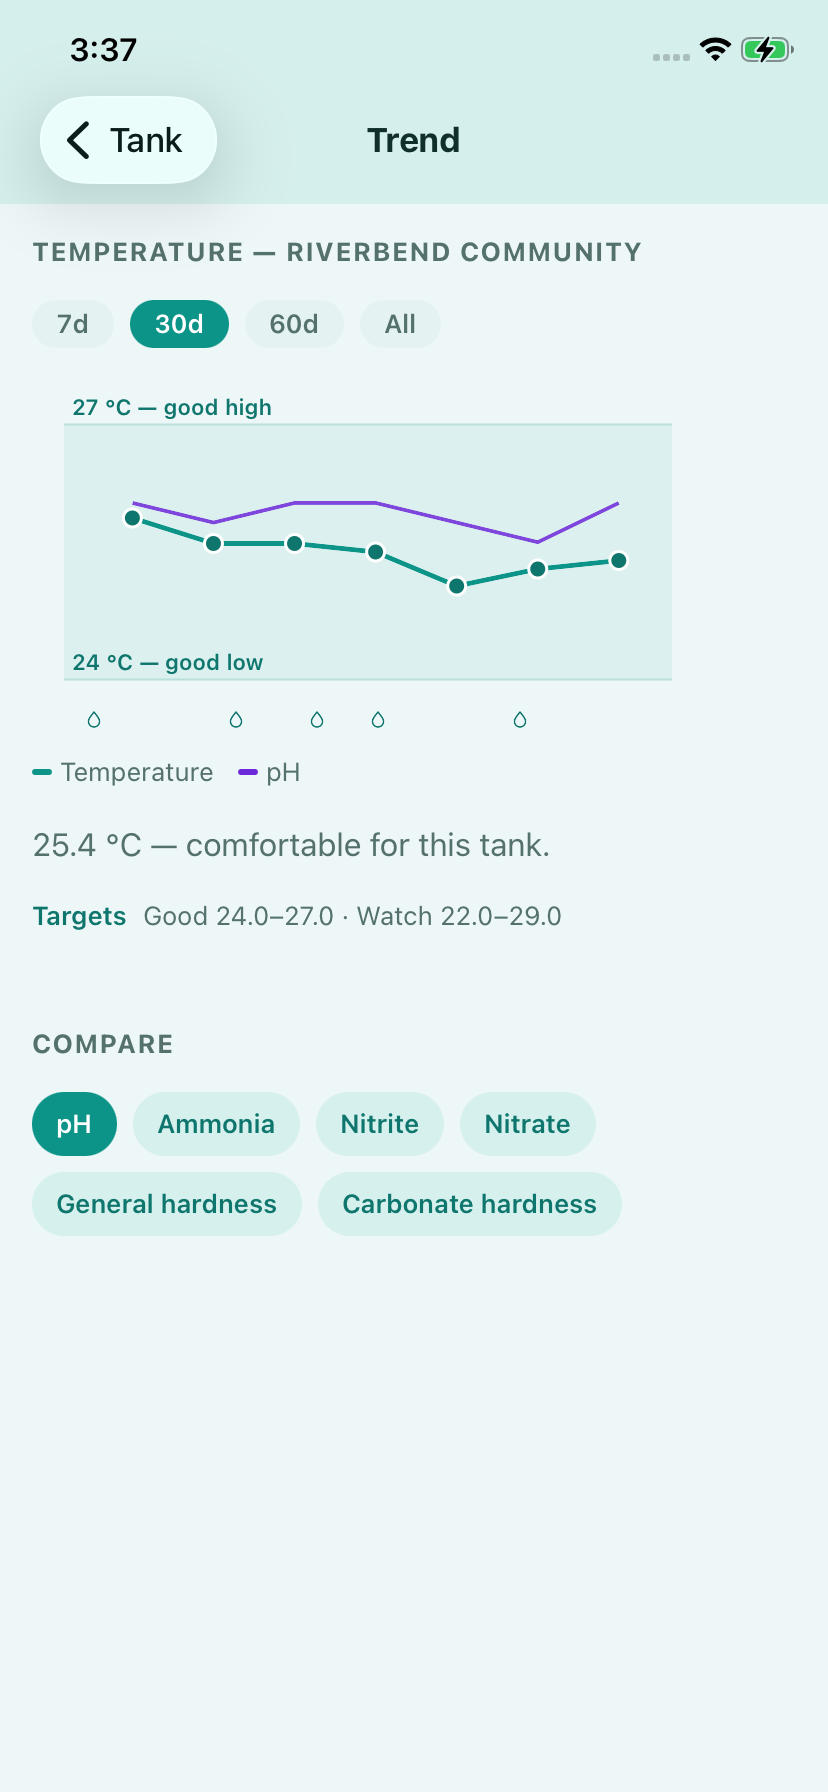 3:37
Tank
Trend
TEMPERATURE — RIVERBEND COMMUNITY
7d 30d 60d All
27 °C — good high
24 °C — good low
Temperature pH
25.4 °C — comfortable for this tank.
Targets Good 24.0–27.0 · Watch 22.0–29.0
COMPARE
pH Ammonia Nitrite Nitrate
General hardness Carbonate hardness